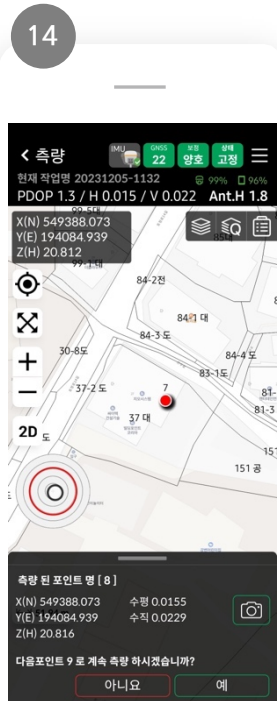 14
측량
IMU
GNSS
22
보정
양호
상태
고정
현재 작업명 20231205-1132
99%
96%
PDOP 1.3 / H 0.015 / V 0.022
Ant.H 1.8
X(N) 549388.073
Y(E) 194084.939
Z(H) 20.812
84-2전
84-3 도
84-4 도
83-1도
30-8도
37-2 도
7
37 대
81-3
151 공
2D
측량 된 포인트 명 [ 8 ]
X(N) 549388.073
수평 0.0155
Y(E) 194084.939
수직 0.0229
Z(H) 20.816
다음포인트 9 로 계속 측량 하시겠습니까?
아니요
예